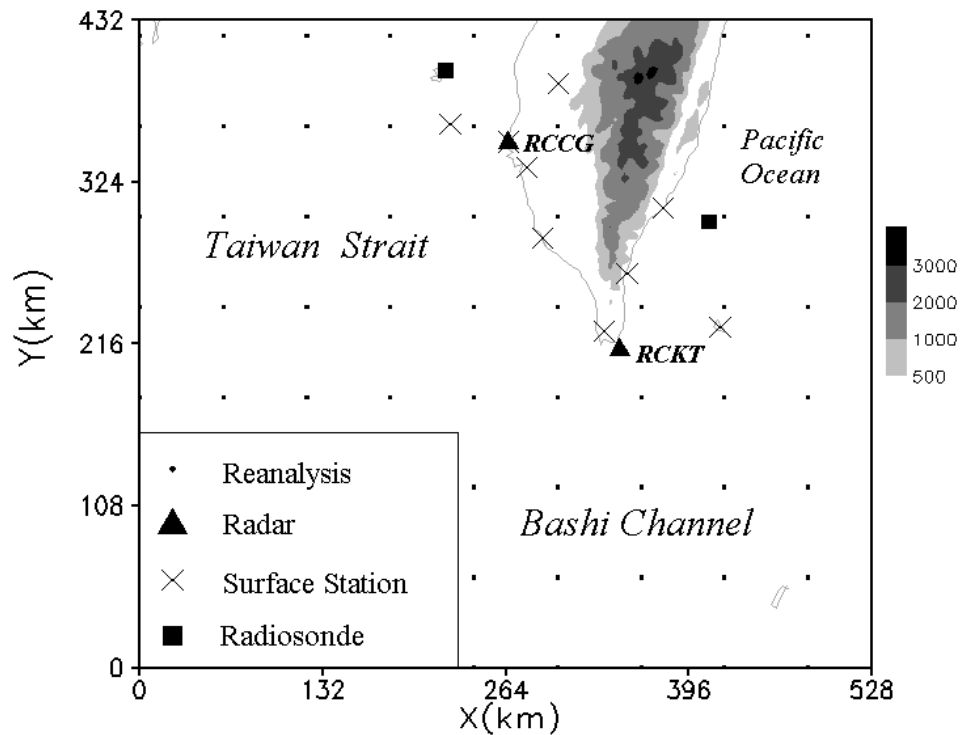 432
324
216
108
0
Y(km)
0
132
264
396
528
X(km)
RCCG
Pacific
Ocean
Taiwan Strait
RCKT
Bashi Channel
3000
2000
1000
500
Reanalysis
Radar
Surface Station
Radiosonde